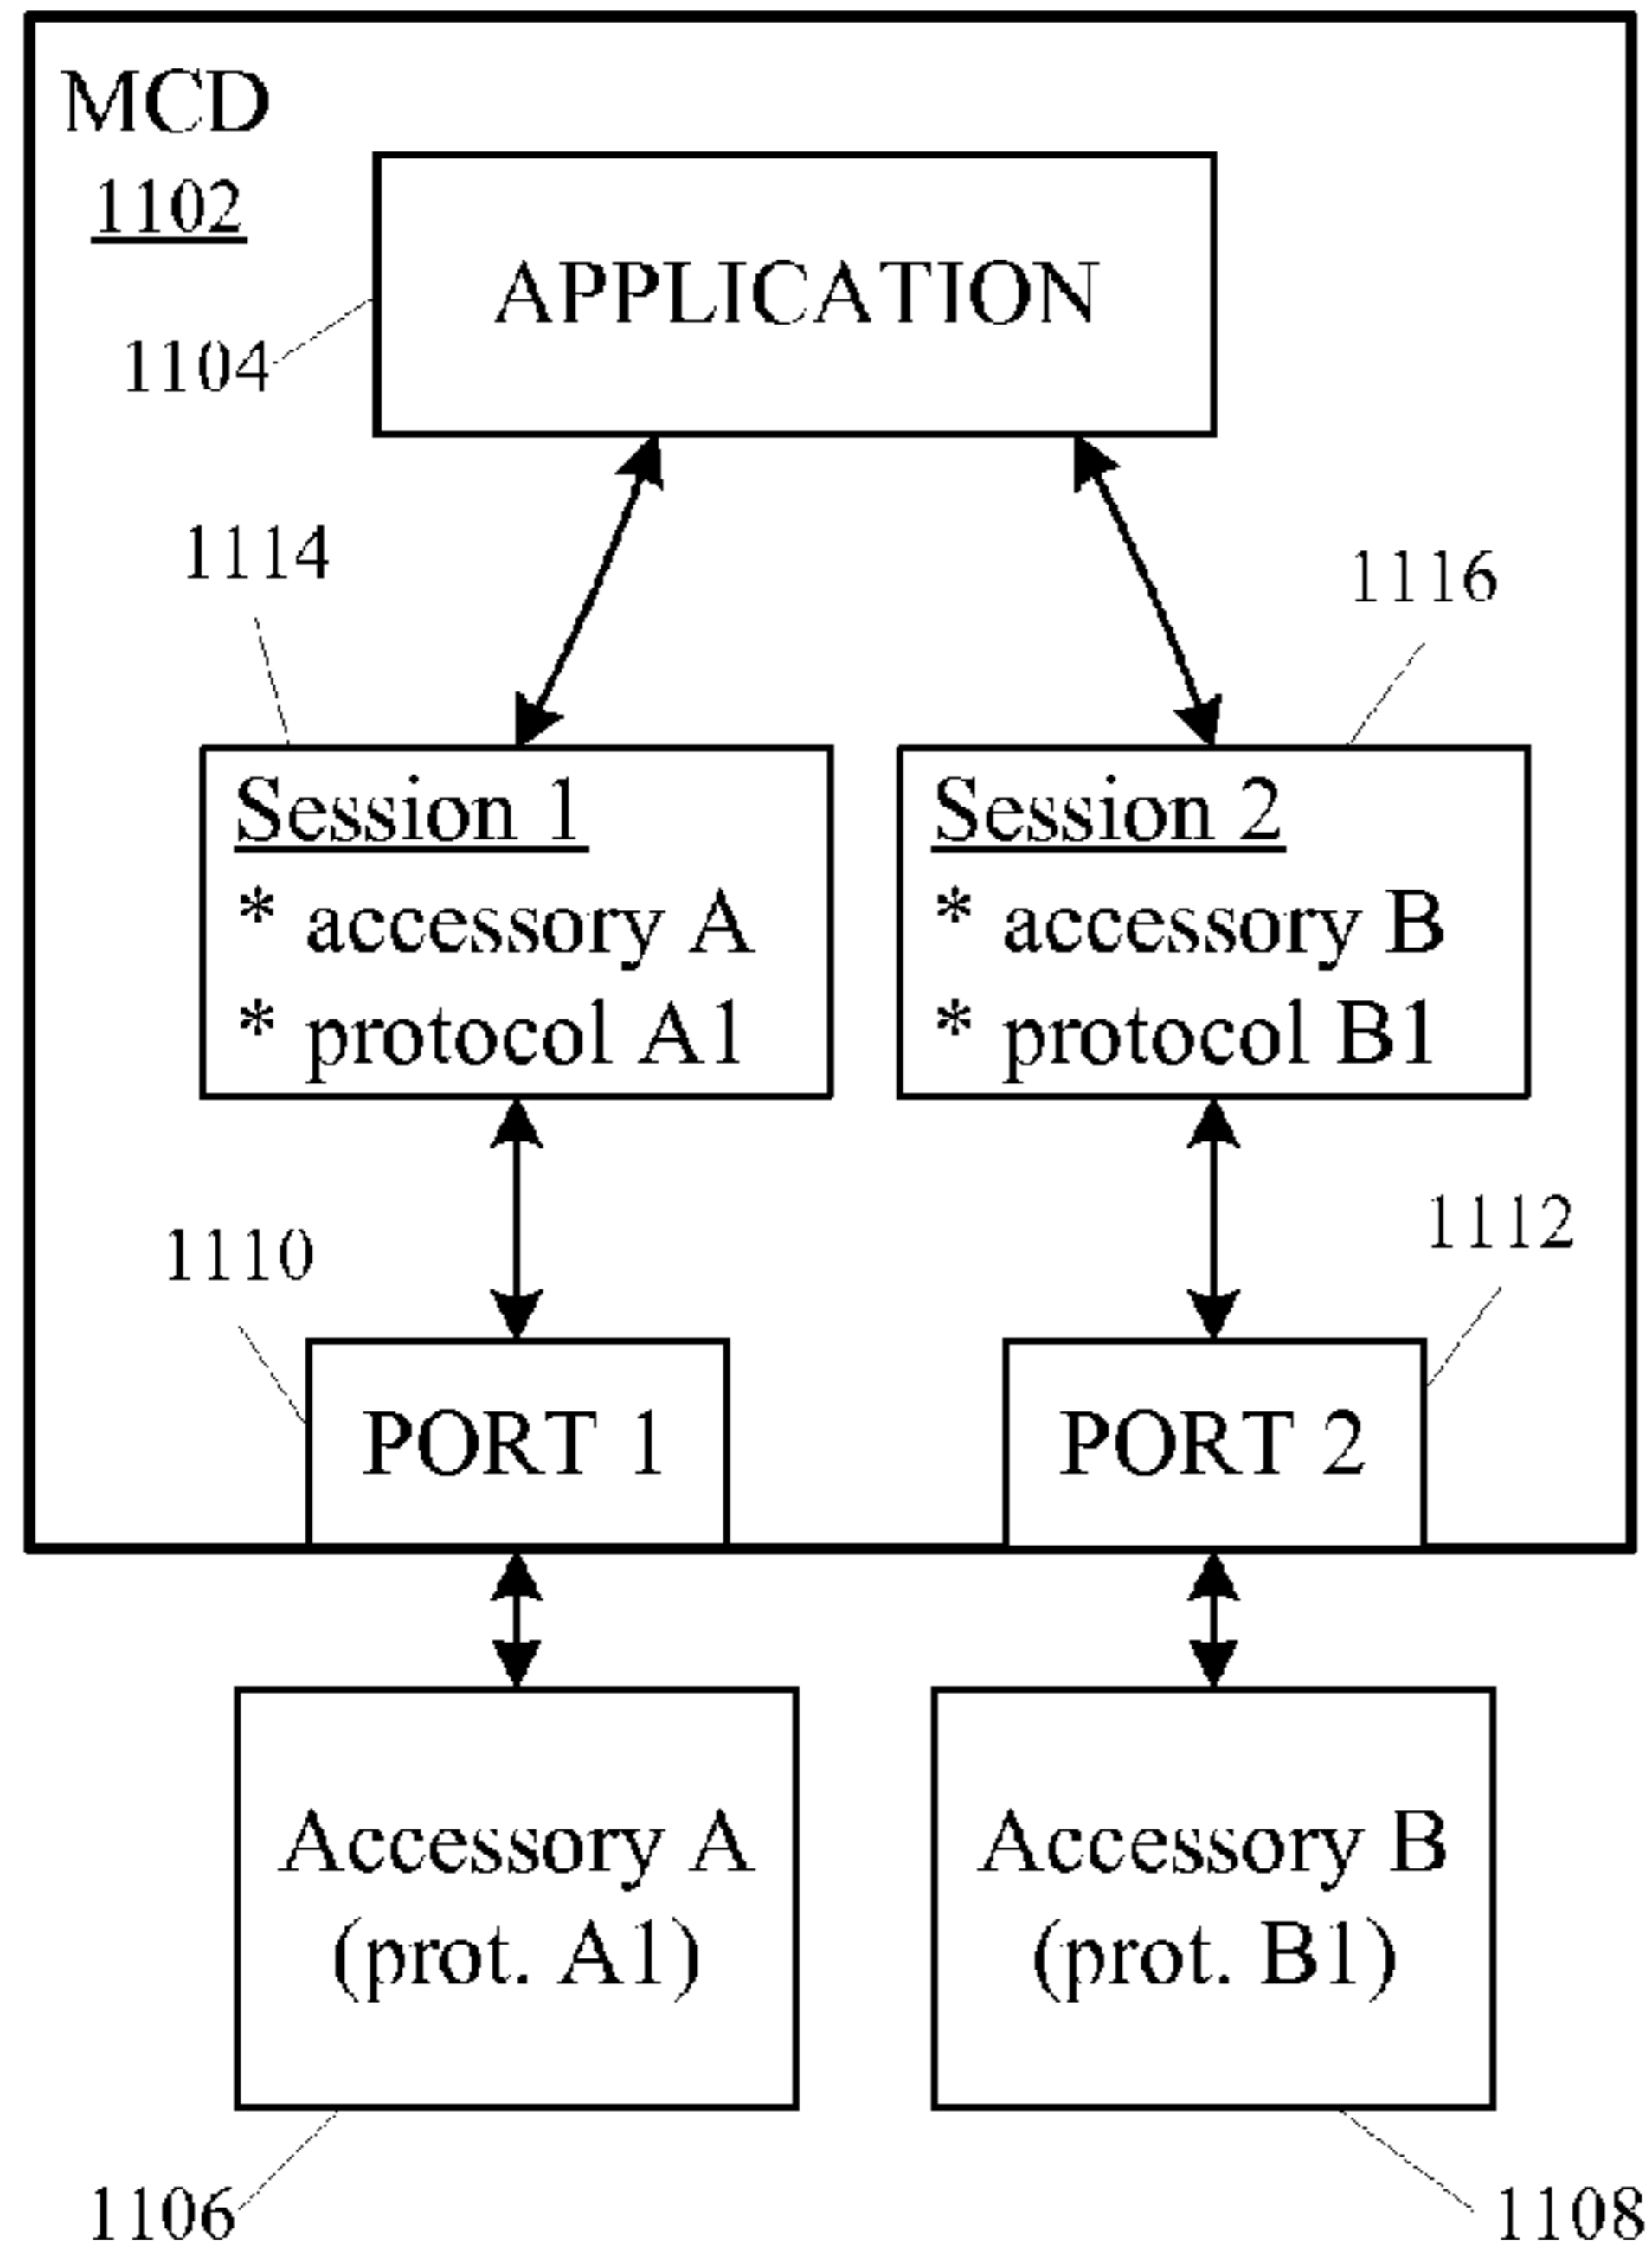 MCD
1102
APPLICATION
1104
1114
1116
Session 1
* accessory A
* protocol A1
Session 2
* accessory B
* protocol B1
1110
1112
PORT 1
PORT 2
Accessory A
(prot. A1)
Accessory B
(prot. B1)
1106
1108